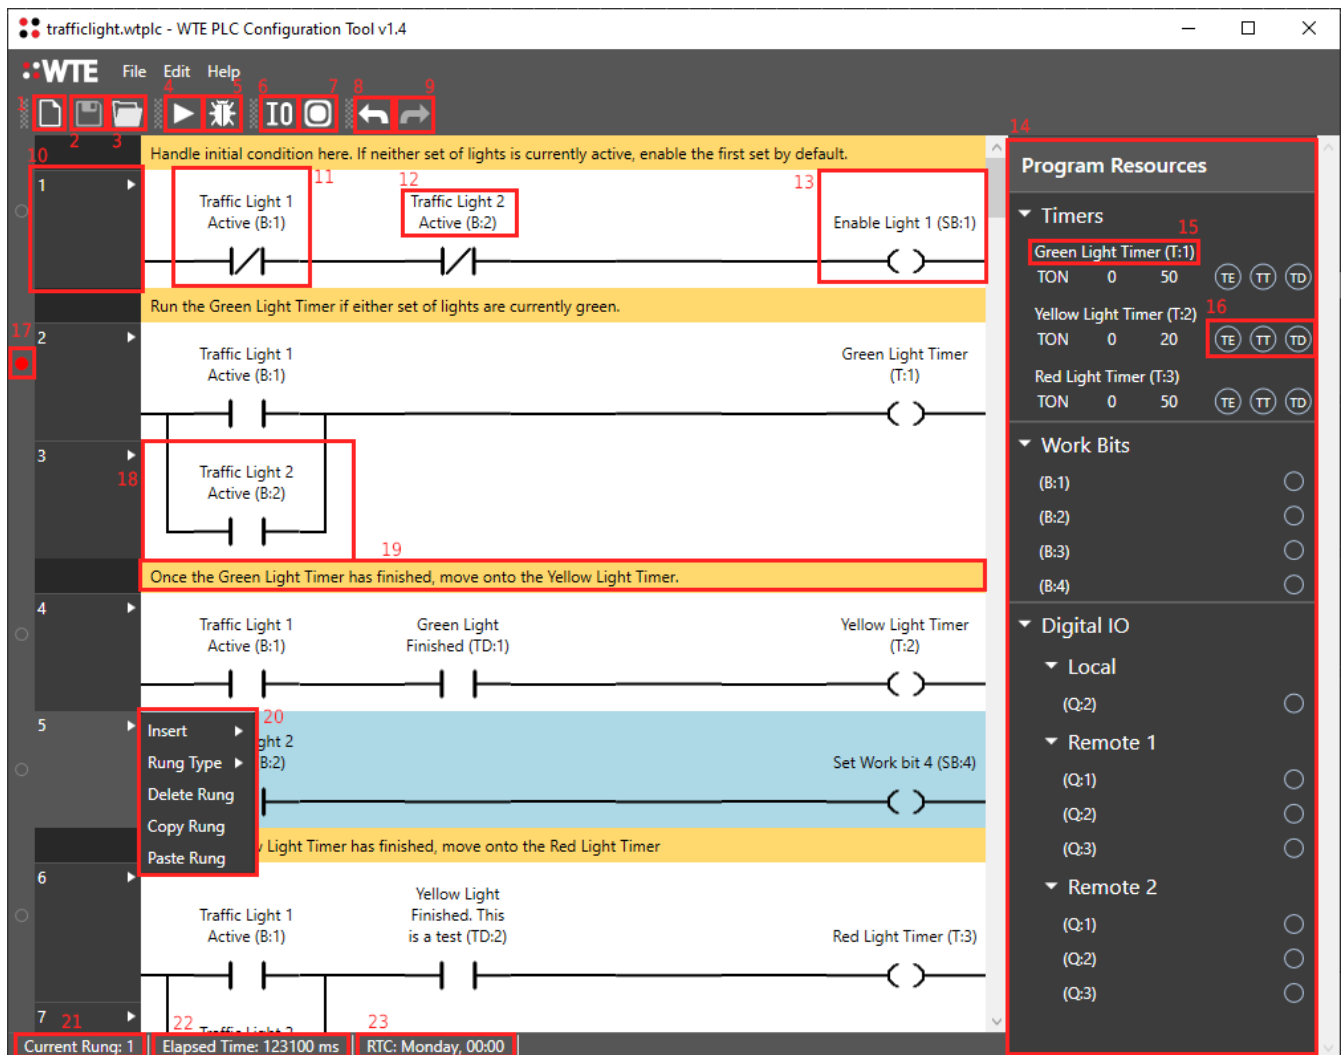 trafficlight.wtplc - WTE PLC Configuration Tool v1.4
WTE File Edit Help
1 4 5 6 7 8 9
IO
2 3
10
Handle initial condition here. If neither set of lights is currently active, enable the first set by default.
1
11
12
13
Traffic Light 1
Active (B:1)
Traffic Light 2
Active (B:2)
Enable Light 1 (SB:1)
Run the Green Light Timer if either set of lights are currently green.
17
2
Traffic Light 1
Active (B:1)
Green Light Timer
(T:1)
3
18
Traffic Light 2
Active (B:2)
19
Once the Green Light Timer has finished, move onto the Yellow Light Timer.
4
Traffic Light 1
Active (B:1)
Green Light
Finished (TD:1)
Yellow Light Timer
(T:2)
5
20
Insert
Rung Type
Delete Rung
Copy Rung
Paste Rung
ght 2
B:2)
Set Work bit 4 (SB:4)
Light Timer has finished, move onto the Red Light Timer
6
Traffic Light 1
Active (B:1)
Yellow Light
Finished. This
is a test (TD:2)
Red Light Timer (T:3)
7
Traffic Light 2
21
22
23
Current Rung: 1
Elapsed Time: 123100 ms
RTC: Monday, 00:00
14
Program Resources
Timers
15
Green Light Timer (T:1)
TON 0 50 TE TT TD
16
Yellow Light Timer (T:2)
TON 0 20 TE TT TD
Red Light Timer (T:3)
TON 0 50 TE TT TD
Work Bits
(B:1)
(B:2)
(B:3)
(B:4)
Digital IO
Local
(Q:2)
Remote 1
(Q:1)
(Q:2)
(Q:3)
Remote 2
(Q:1)
(Q:2)
(Q:3)